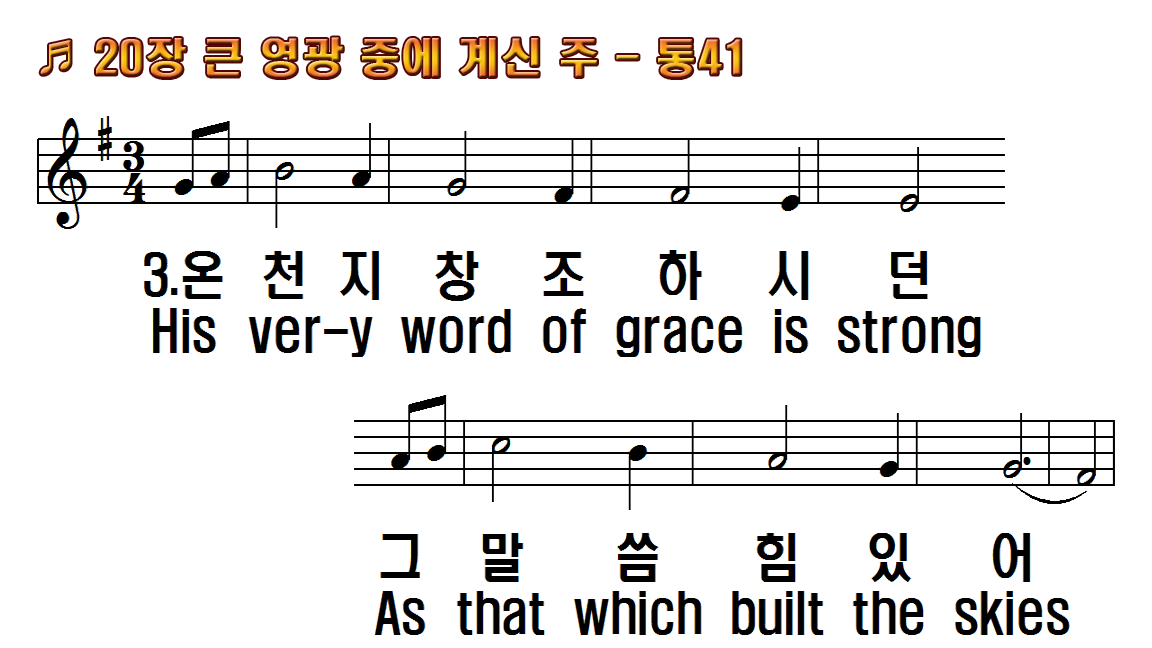 ♬ 20장 큰 영광 중에 계신 주 - 통41
3.온 천 지 창 조 하 시 던
His ver-y word of grace is strong
그 말 씀 힘 있 어
As that which built the skies